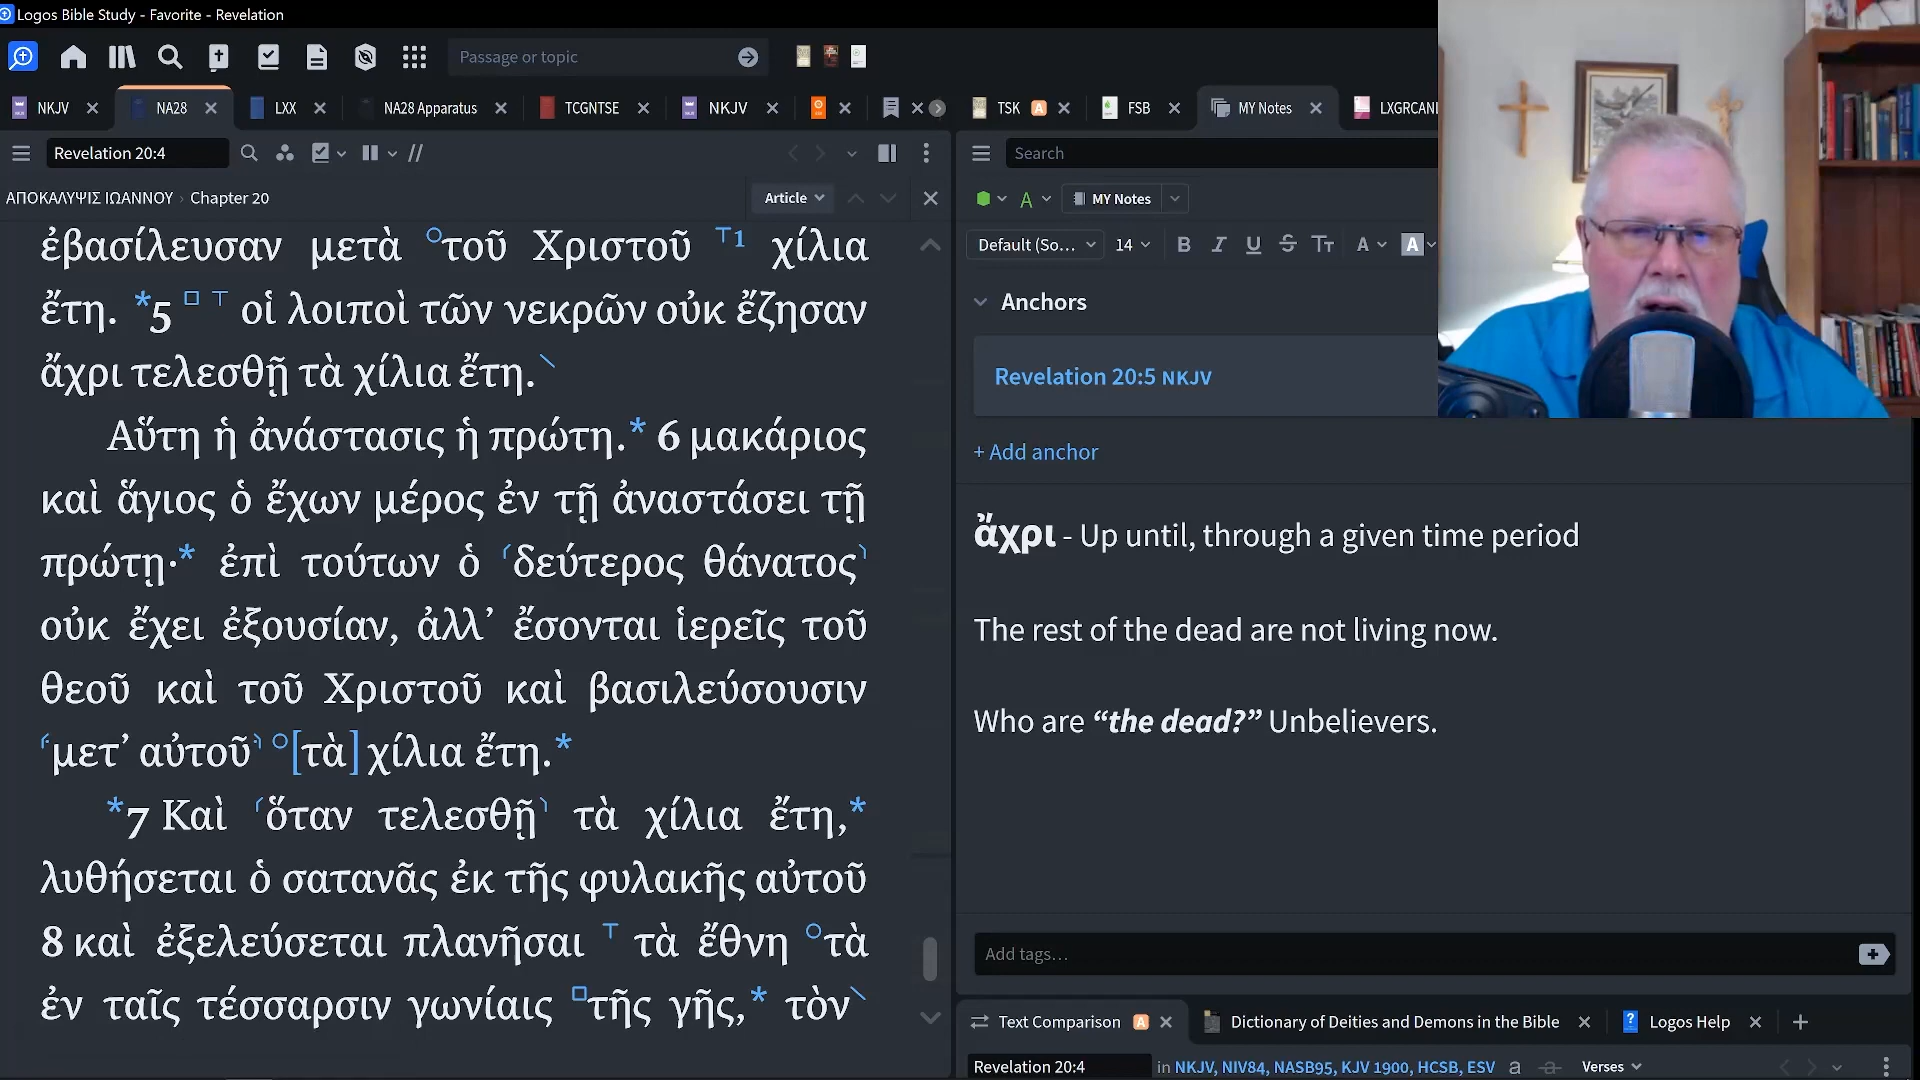 Logos Bible Study - Favorite - Revelation
Passage or topic
NKJV
NA28
LXX
NA28 Apparatus
TCGNTSE
NKJV
TSK A
FSB
MY Notes
LXGRCANI
Revelation 20:4
Search
ΑΠΟΚΑΛΥΨΙΣ ΙΩΑΝΝΟΥ › Chapter 20
Article
A
MY Notes
Default (So... 14 B I U S TT A A
ἐβασίλευσαν μετὰ °τοῦ Χριστοῦ ⸆1 χίλια
ἔτη. *5 ⸋ ⸆ οἱ λοιποὶ τῶν νεκρῶν οὐκ ἔζησαν
ἄχρι τελεσθῇ τὰ χίλια ἔτη.⸌
Αὕτη ἡ ἀνάστασις ἡ πρώτη.* 6 μακάριος
καὶ ἅγιος ὁ ἔχων μέρος ἐν τῇ ἀναστάσει τῇ
πρώτῃ·* ἐπὶ τούτων ὁ ⸂δεύτερος θάνατος⸃
οὐκ ἔχει ἐξουσίαν, ἀλλ’ ἔσονται ἱερεῖς τοῦ
θεοῦ καὶ τοῦ Χριστοῦ καὶ βασιλεύσουσιν
⸄μετ’ αὐτοῦ⸅ °[τὰ] χίλια ἔτη.*
*7 Καὶ ⸂ὅταν τελεσθῇ⸃ τὰ χίλια ἔτη,*
λυθήσεται ὁ σατανᾶς ἐκ τῆς φυλακῆς αὐτοῦ
8 καὶ ἐξελεύσεται πλανῆσαι ⸆ τὰ ἔθνη °τὰ
ἐν ταῖς τέσσαρσιν γωνίαις ⸋τῆς γῆς,* τὸν⸌
Anchors
Revelation 20:5 NKJV
+ Add anchor
ἄχρι - Up until, through a given time period
The rest of the dead are not living now.
Who are “the dead?” Unbelievers.
Add tags...
Text Comparison A
Dictionary of Deities and Demons in the Bible
Logos Help
Revelation 20:4 in NKJV, NIV84, NASB95, KJV 1900, HCSB, ESV a a Verses